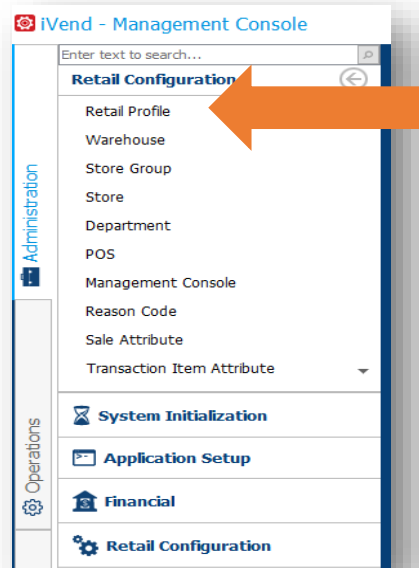 iVend - Management Console
Enter text to search...
Retail Configuration
Retail Profile
Warehouse
Store Group
Store
Department
POS
Management Console
Reason Code
Sale Attribute
Transaction Item Attribute
Administration
Operations
System Initialization
Application Setup
Financial
Retail Configuration